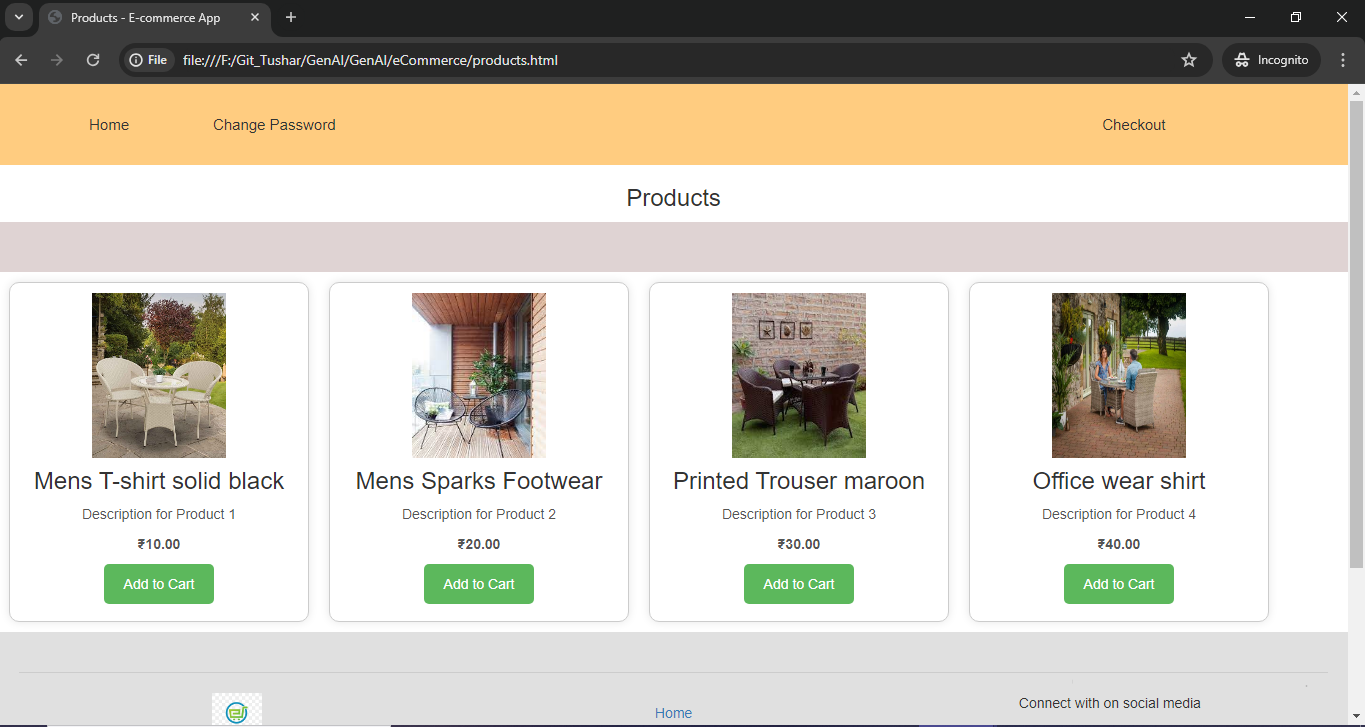 Products - E-commerce App
File
file:///F:/Git_Tushar/GenAI/GenAI/eCommerce/products.html
Incognito
Home
Change Password
Checkout
Products
Mens T-shirt solid black
Description for Product 1
₹10.00
Add to Cart
Mens Sparks Footwear
Description for Product 2
₹20.00
Add to Cart
Printed Trouser maroon
Description for Product 3
₹30.00
Add to Cart
Office wear shirt
Description for Product 4
₹40.00
Add to Cart
Home
Connect with on social media